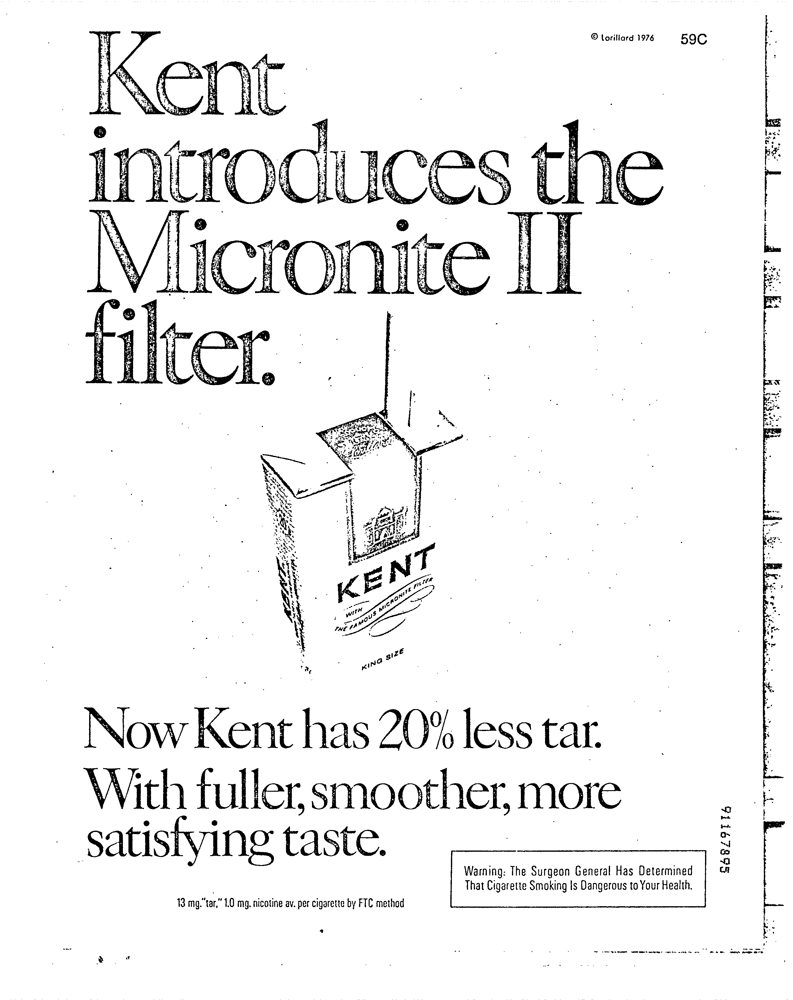 © Lorillard 1976 59C
Kent
introduces the
Micronite II
filter.
KENT
WITH
THE FAMOUS MICRONITE FILTER
KING SIZE
Now Kent has 20% less tar.
With fuller, smoother, more
satisfying taste.
Warning: The Surgeon General Has Determined
That Cigarette Smoking Is Dangerous to Your Health.
13 mg. "tar," 1.0 mg. nicotine av. per cigarette by FTC method
91167895